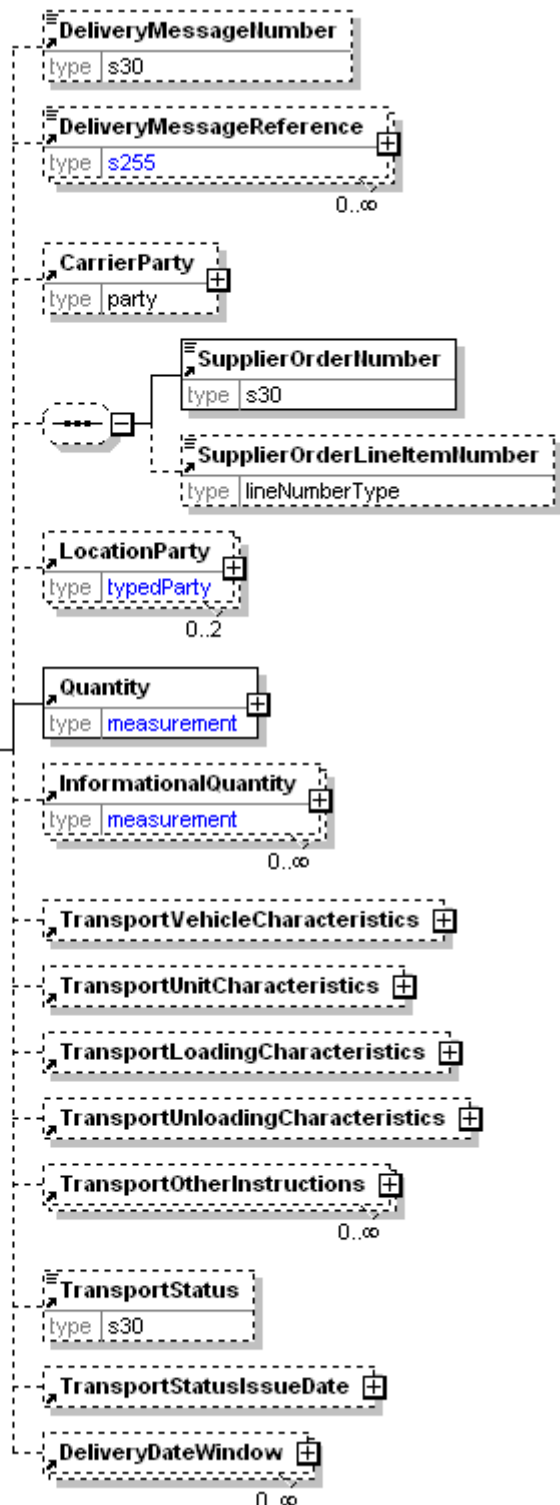 DeliveryMessageNumber
type s30
DeliveryMessageReference
type s255
0..∞
CarrierParty
type party
SupplierOrderNumber
type s30
SupplierOrderLineItemNumber
type lineNumberType
LocationParty
type typedParty
0..2
Quantity
type measurement
InformationalQuantity
type measurement
0..∞
TransportVehicleCharacteristics
TransportUnitCharacteristics
TransportLoadingCharacteristics
TransportUnloadingCharacteristics
TransportOtherInstructions
0..∞
TransportStatus
type s30
TransportStatusIssueDate
DeliveryDateWindow
0..∞